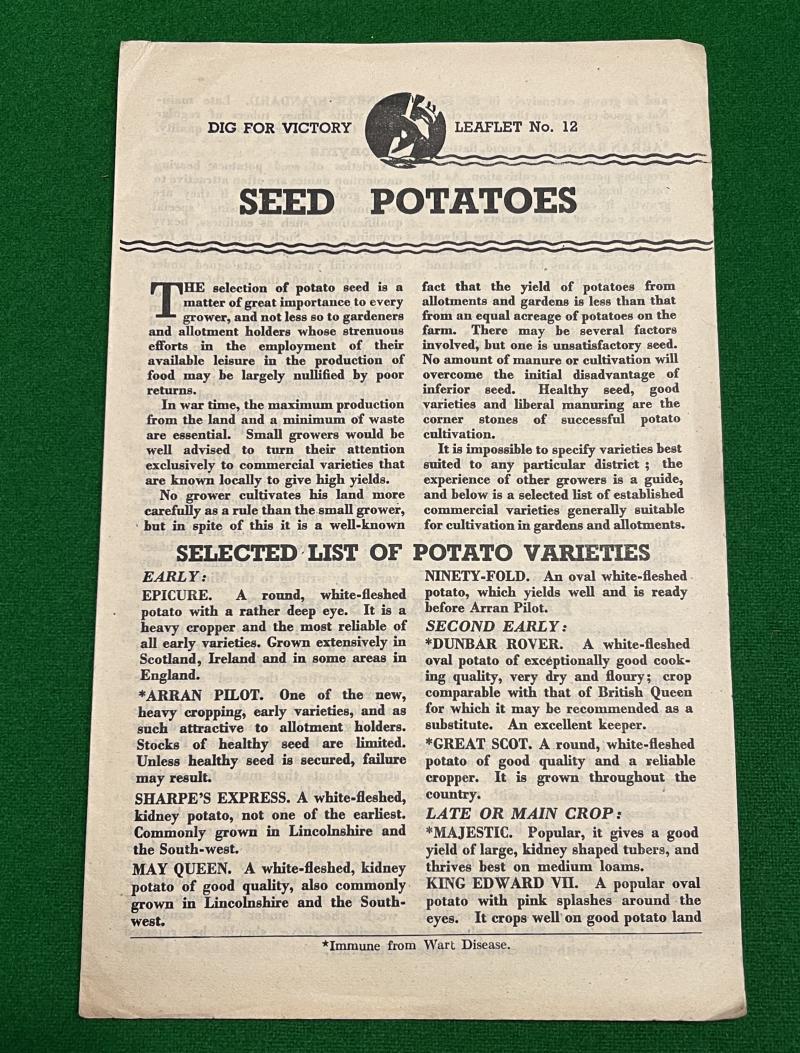 DIG FOR VICTORY LEAFLET No. 12
SEED POTATOES
THE selection of potato seed is a
matter of great importance to every
grower, and not less so to gardeners
and allotment holders whose strenuous
efforts in the employment of their
available leisure in the production of
food may be largely nullified by poor
returns.
In war time, the maximum production
from the land and a minimum of waste
are essential. Small growers would be
well advised to turn their attention
exclusively to commercial varieties that
are known locally to give high yields.
No grower cultivates his land more
carefully as a rule than the small grower,
but in spite of this it is a well-known
fact that the yield of potatoes from
allotments and gardens is less than that
from an equal acreage of potatoes on the
farm. There may be several factors
involved, but one is unsatisfactory seed.
No amount of manure or cultivation will
overcome the initial disadvantage of
inferior seed. Healthy seed, good
varieties and liberal manuring are the
corner stones of successful potato
cultivation.
It is impossible to specify varieties best
suited to any particular district ; the
experience of other growers is a guide,
and below is a selected list of established
commercial varieties generally suitable
for cultivation in gardens and allotments.
SELECTED LIST OF POTATO VARIETIES
EARLY:
EPICURE. A round, white-fleshed
potato with a rather deep eye. It is a
heavy cropper and the most reliable of
all early varieties. Grown extensively in
Scotland, Ireland and in some areas in
England.
*ARRAN PILOT. One of the new,
heavy cropping, early varieties, and as
such attractive to allotment holders.
Stocks of healthy seed are limited.
Unless healthy seed is secured, failure
may result.
SHARPE'S EXPRESS. A white-fleshed,
kidney potato, not one of the earliest.
Commonly grown in Lincolnshire and
the South-west.
MAY QUEEN. A white-fleshed, kidney
potato of good quality, also commonly
grown in Lincolnshire and the South-
west.
NINETY-FOLD. An oval white-fleshed
potato, which yields well and is ready
before Arran Pilot.
SECOND EARLY:
*DUNBAR ROVER. A white-fleshed
oval potato of exceptionally good cook-
ing quality, very dry and floury; crop
comparable with that of British Queen
for which it may be recommended as a
substitute. An excellent keeper.
*GREAT SCOT. A round, white-fleshed
potato of good quality and a reliable
cropper. It is grown throughout the
country.
LATE OR MAIN CROP:
*MAJESTIC. Popular, it gives a good
yield of large, kidney shaped tubers, and
thrives best on medium loams.
KING EDWARD VII. A popular oval
potato with pink splashes around the
eyes. It crops well on good potato land
*Immune from Wart Disease.